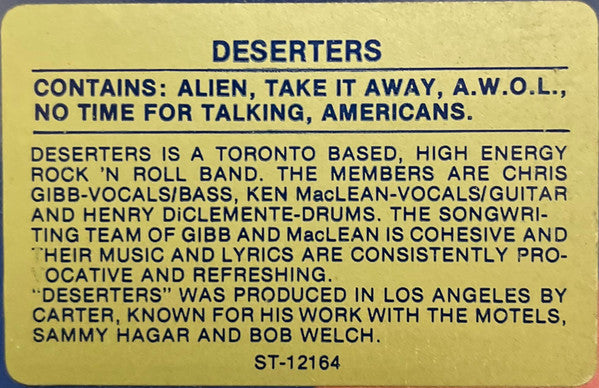 DESERTERS
CONTAINS: ALIEN, TAKE IT AWAY, A.W.O.L.,
NO TIME FOR TALKING, AMERICANS.
DESERTERS IS A TORONTO BASED, HIGH ENERGY
ROCK 'N ROLL BAND. THE MEMBERS ARE CHRIS
GIBB-VOCALS/BASS, KEN MacLEAN-VOCALS/GUITAR
AND HENRY DiCLEMENTE-DRUMS. THE SONGWRI-
TING TEAM OF GIBB AND MacLEAN IS COHESIVE AND
THEIR MUSIC AND LYRICS ARE CONSISTENTLY PRO-
VOCATIVE AND REFRESHING.
"DESERTERS" WAS PRODUCED IN LOS ANGELES BY
CARTER, KNOWN FOR HIS WORK WITH THE MOTELS,
SAMMY HAGAR AND BOB WELCH.
ST-12164